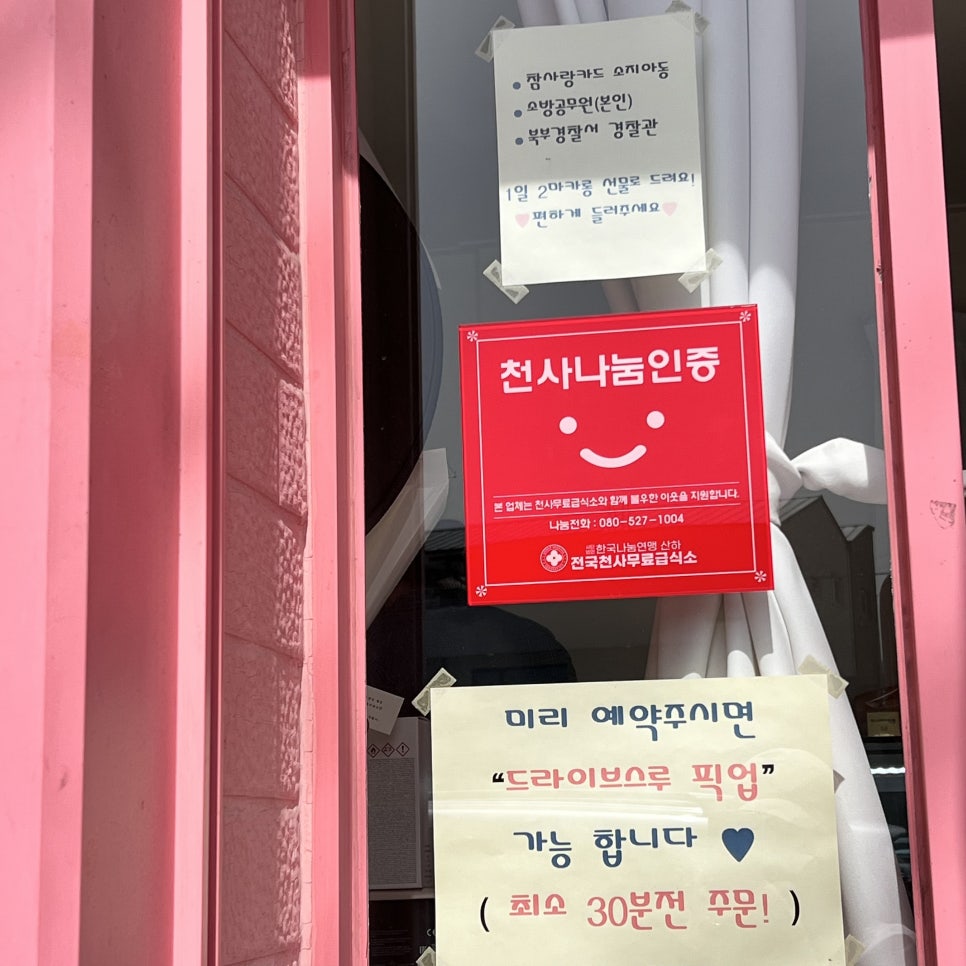 ● 참사랑카드 소지아동
● 소방공무원(본인)
● 북부경찰서 경찰관
1일 2마카롱 선물로 드려요!
♥편하게 들러주세요♥
천사나눔인증
본 업체는 천사무료급식소와 함께 불우한 이웃을 지원합니다.
나눔전화 : 080-527-1004
한국나눔연맹 산하
전국천사무료급식소
미리 예약주시면
“드라이브스루 픽업”
가능 합니다 ♥
( 최소 30분전 주문! )